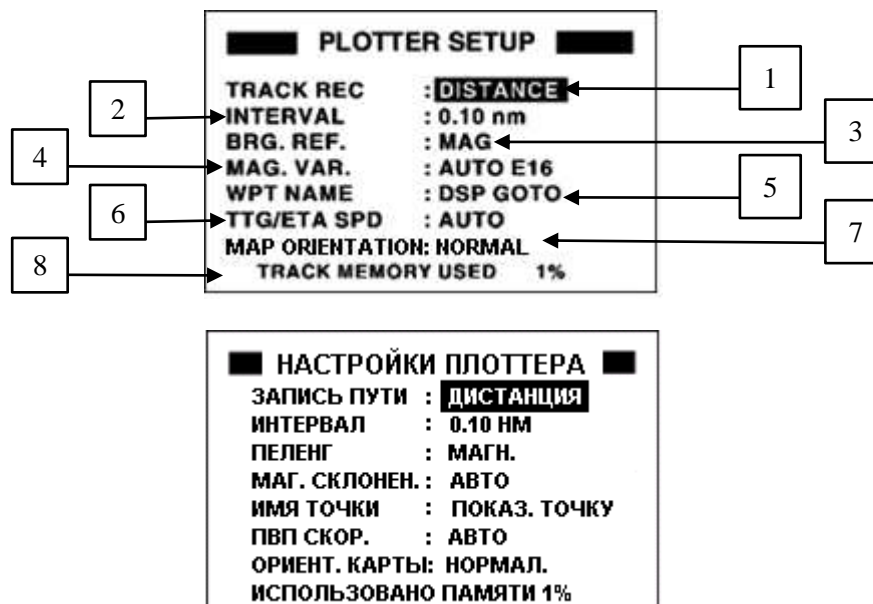 PLOTTER SETUP
1
TRACK REC : DISTANCE
2
INTERVAL : 0.10 nm
3
BRG. REF. : MAG
4
MAG. VAR. : AUTO E16
5
WPT NAME : DSP GOTO
6
TTG/ETA SPD : AUTO
7
MAP ORIENTATION: NORMAL
8
TRACK MEMORY USED 1%
НАСТРОЙКИ ПЛОТТЕРА
ЗАПИСЬ ПУТИ : ДИСТАНЦИЯ
ИНТЕРВАЛ : 0.10 НМ
ПЕЛЕНГ : МАГН.
МАГ. СКЛОНЕН. : АВТО
ИМЯ ТОЧКИ : ПОКАЗ. ТОЧКУ
ПВП СКОР. : АВТО
ОРИЕНТ. КАРТЫ: НОРМАЛ.
ИСПОЛЬЗОВАНО ПАМЯТИ 1%